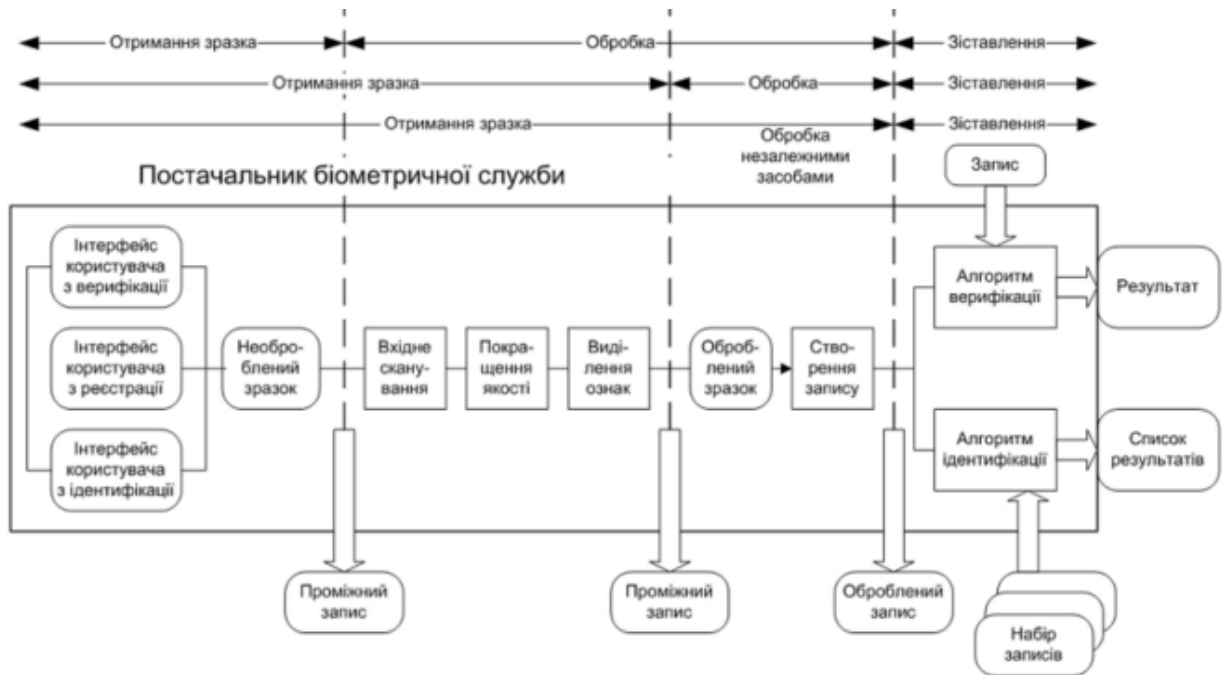 Отримання зразка
Обробка
Зіставлення
Отримання зразка
Обробка
Зіставлення
Отримання зразка
Зіставлення
Обробка
незалежними
засобами
Постачальник біометричної служби
Запис
Інтерфейс
користувача
з верифікації
Інтерфейс
користувача
з реєстрації
Інтерфейс
користувача
з ідентифікації
Необро-
блений
зразок
Вхідне
скану-
вання
Покра-
щення
якості
Виді-
лення
ознак
Оброб-
лений
зразок
Ство-
рення
запису
Алгоритм
верифікації
Результат
Алгоритм
ідентифікації
Список
результатів
Проміжний
запис
Проміжний
запис
Оброблений
запис
Набір
записів